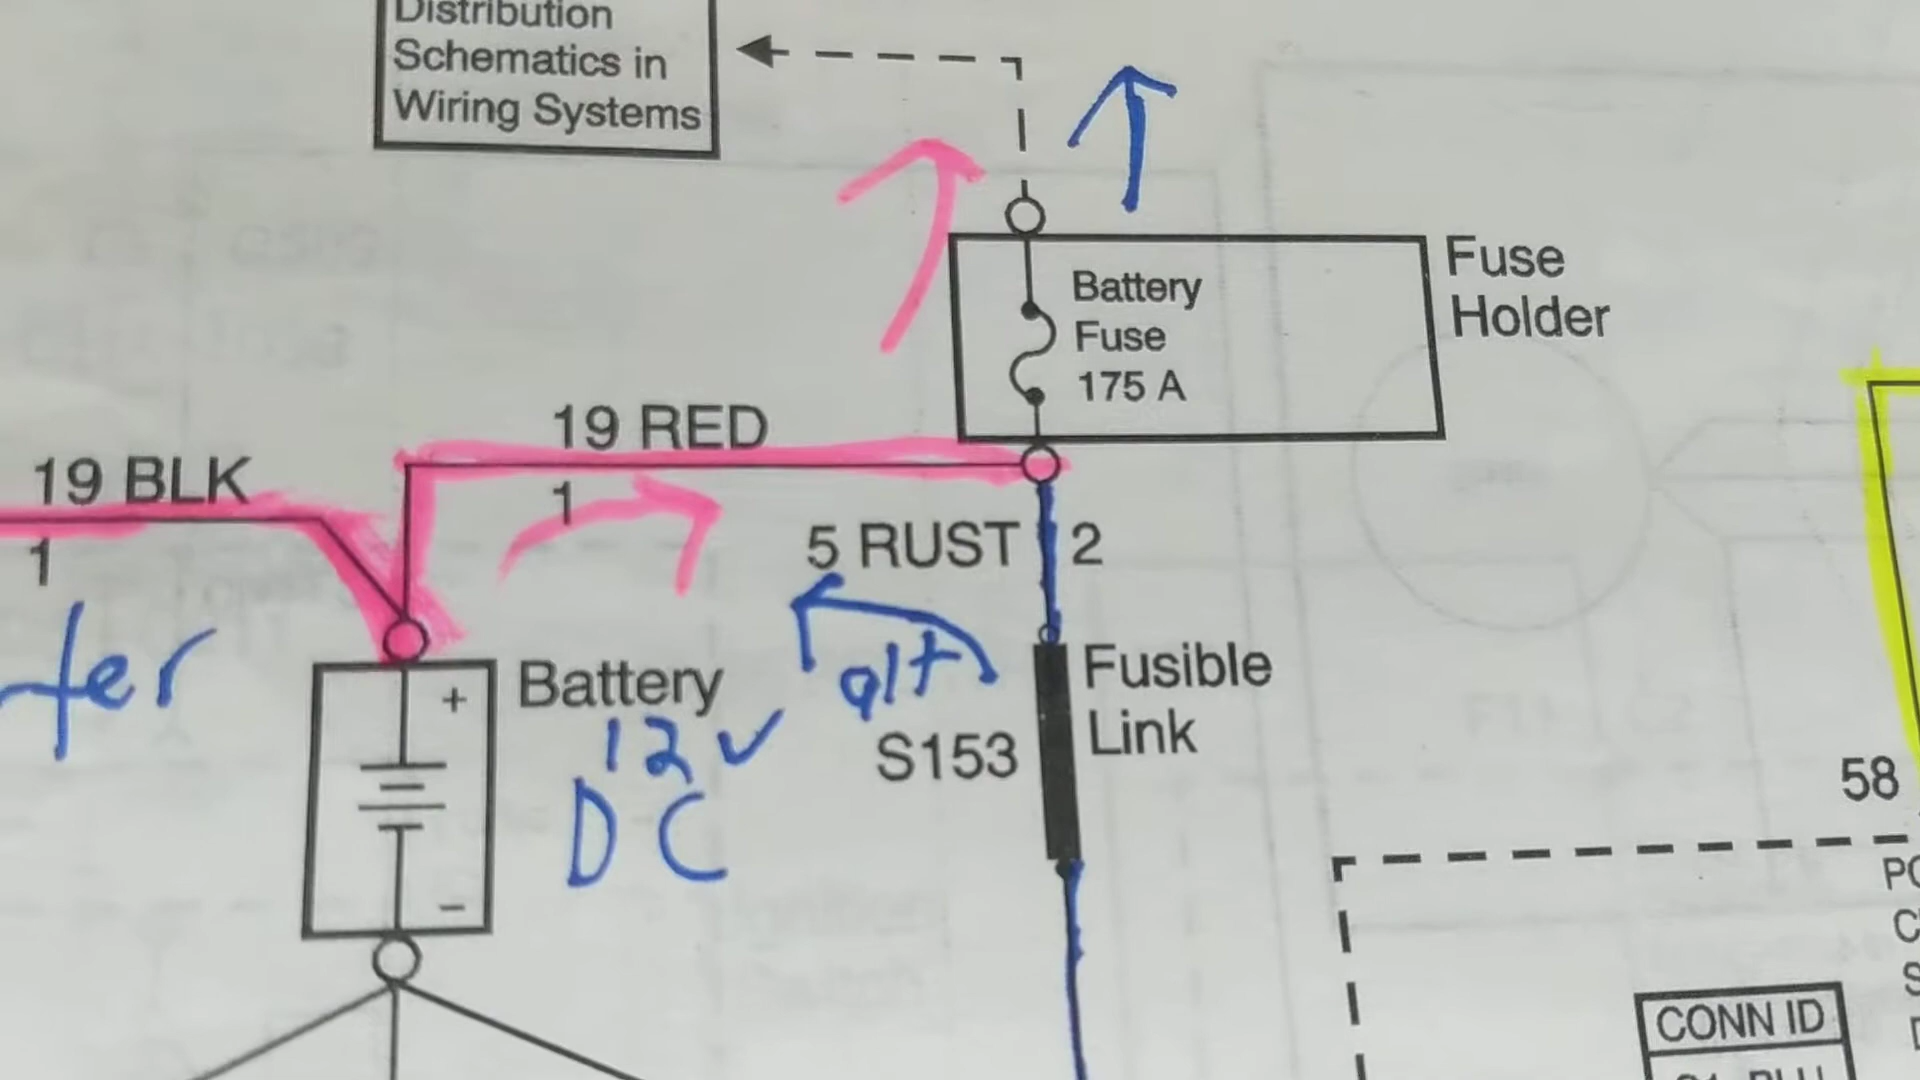 Distribution
Schematics in
Wiring Systems
Battery
Fuse
175 A
Fuse
Holder
19 RED
1
19 BLK
1
5 RUST
2
alt
Fusible
Link
S153
Battery
12 v
DC
+
-
58
CONN ID